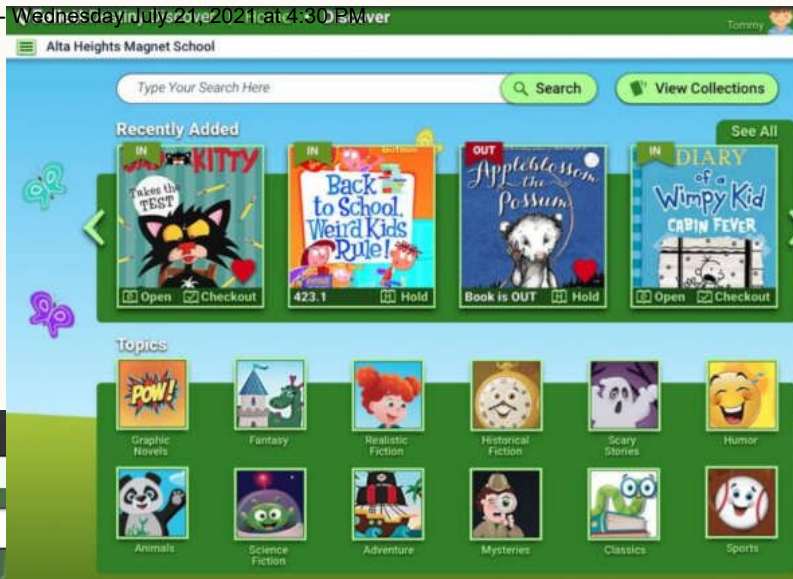 - Wednesday July 21, 2021 at 4:30 PM
Discover
Tommy
Alta Heights Magnet School
Type Your Search Here
Search
View Collections
Recently Added
See All
IN
KITTY
Takes the
TEST
Open
Checkout
IN
Back
to School,
Weird Kids
Rule!
423.1
Hold
OUT
Appleblossom
the
Possum
Book is OUT
Hold
IN
DIARY
of a
Wimpy Kid
CABIN FEVER
Open
Checkout
Topics
POW!
Graphic
Novels
Fantasy
Realistic
Fiction
Historical
Fiction
Scary
Stories
Humor
Animals
Science
Fiction
Adventure
Mysteries
Classics
Sports